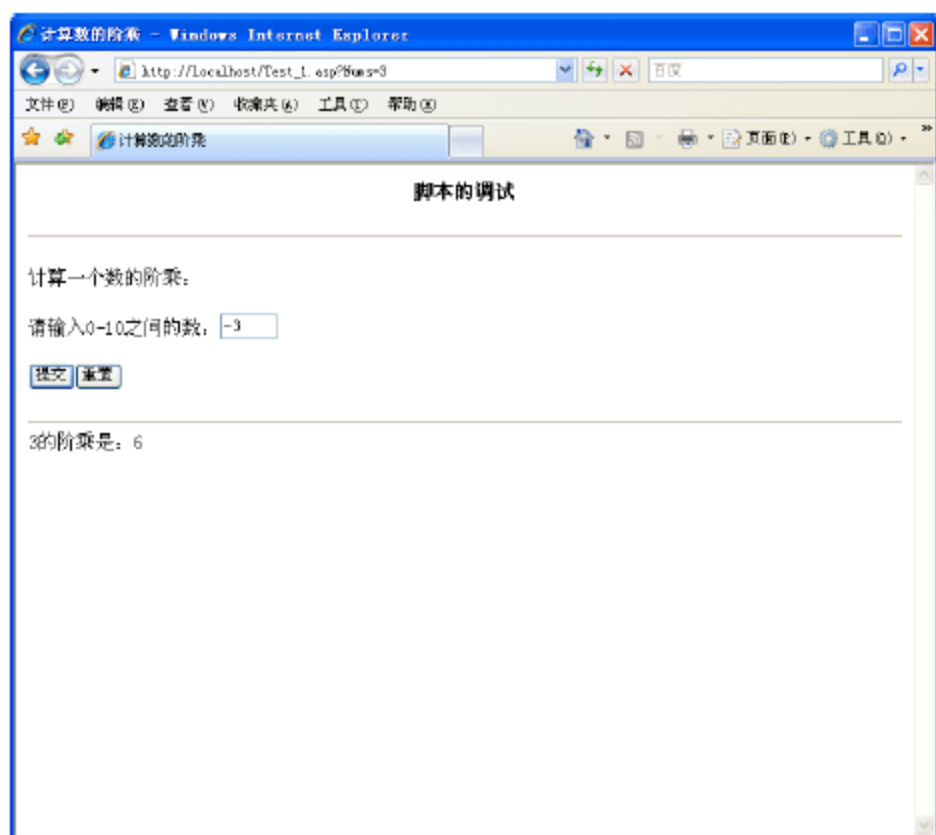 计算数的阶乘 - Windows Internet Explorer
http://localhost/Test_1.asp?Nums=3
百度
文件(F) 编辑(E) 查看(V) 收藏夹(A) 工具(T) 帮助(H)
计算数的阶乘
页面(P) 工具(O) »
脚本的调试
计算一个数的阶乘：
请输入0-10之间的数：-3
提交 重置
3的阶乘是：6